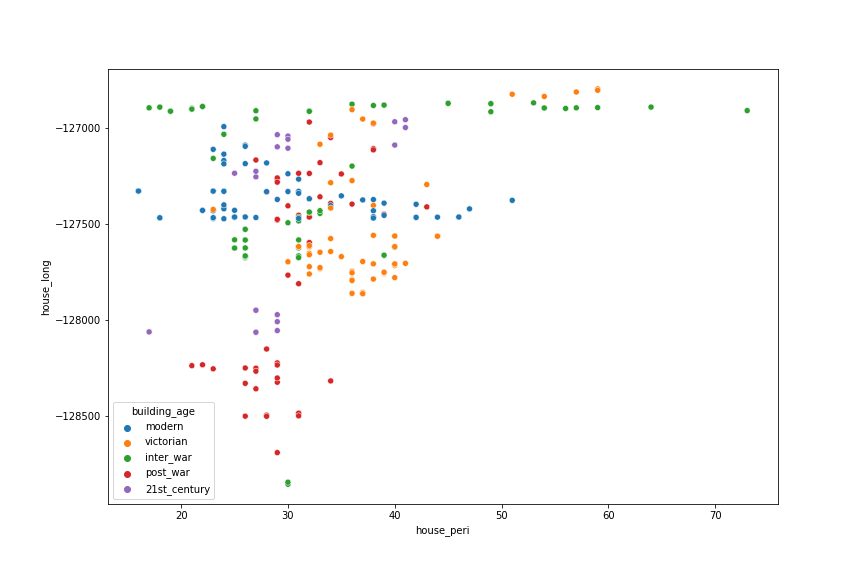 −127000
−127500
−128000
−128500
house_long
building_age
modern
victorian
inter_war
post_war
21st_century
20 30 40 50 60 70
house_peri